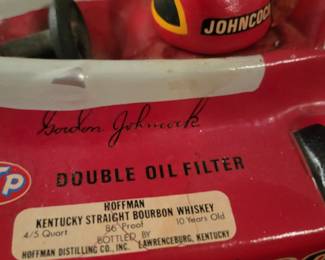 JOHNCOCK
Gordon Johncock
DOUBLE OIL FILTER
HOFFMAN
KENTUCKY STRAIGHT BOURBON WHISKEY
4/5 Quart 86 Proof 10 Years Old
BOTTLED BY
HOFFMAN DISTILLING CO., INC. LAWRENCEBURG, KENTUCKY